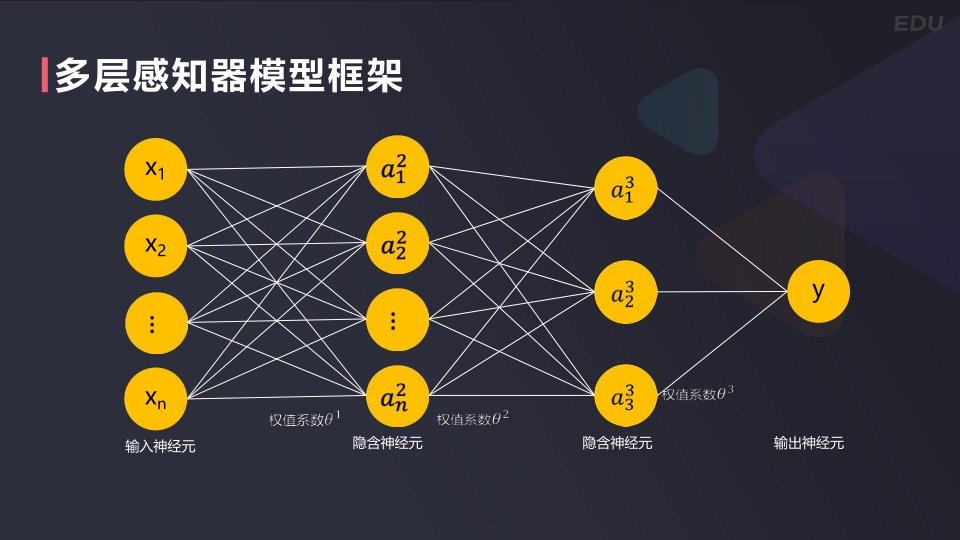 EDU
多层感知器模型框架
x₁
x₂
⋮
xₙ
输入神经元
权值系数θ¹
a₁²
a₂²
⋮
aₙ²
隐含神经元
权值系数θ²
a₁³
a₂³
a₃³
隐含神经元
权值系数θ³
y
输出神经元